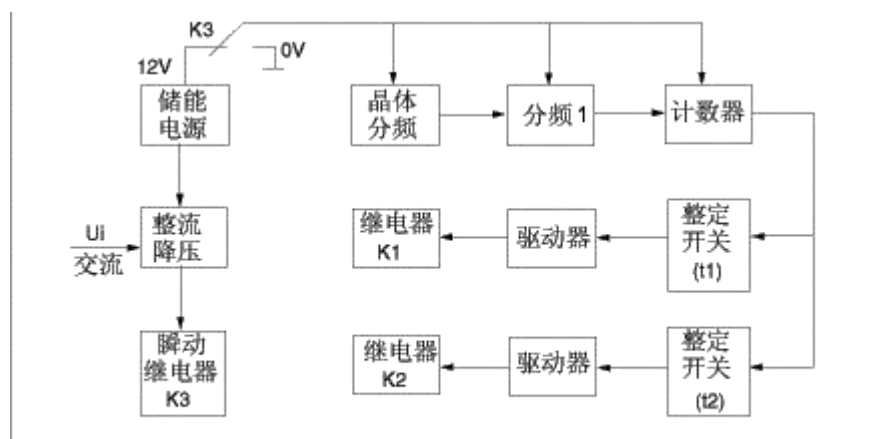 K3
12V
0V
储能
电源
晶体
分频
分频1
计数器
Ui
交流
整流
降压
继电器
K1
驱动器
整定
开关
(t1)
瞬动
继电器
K3
继电器
K2
驱动器
整定
开关
(t2)